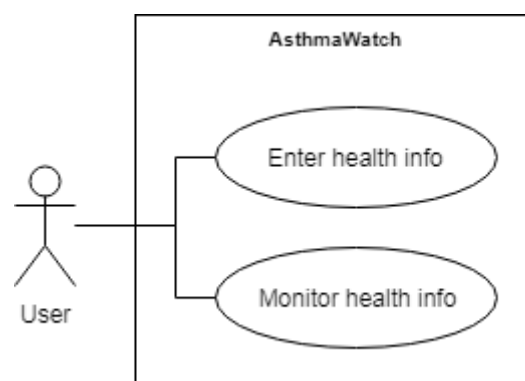 AsthmaWatch
Enter health info
User
Monitor health info